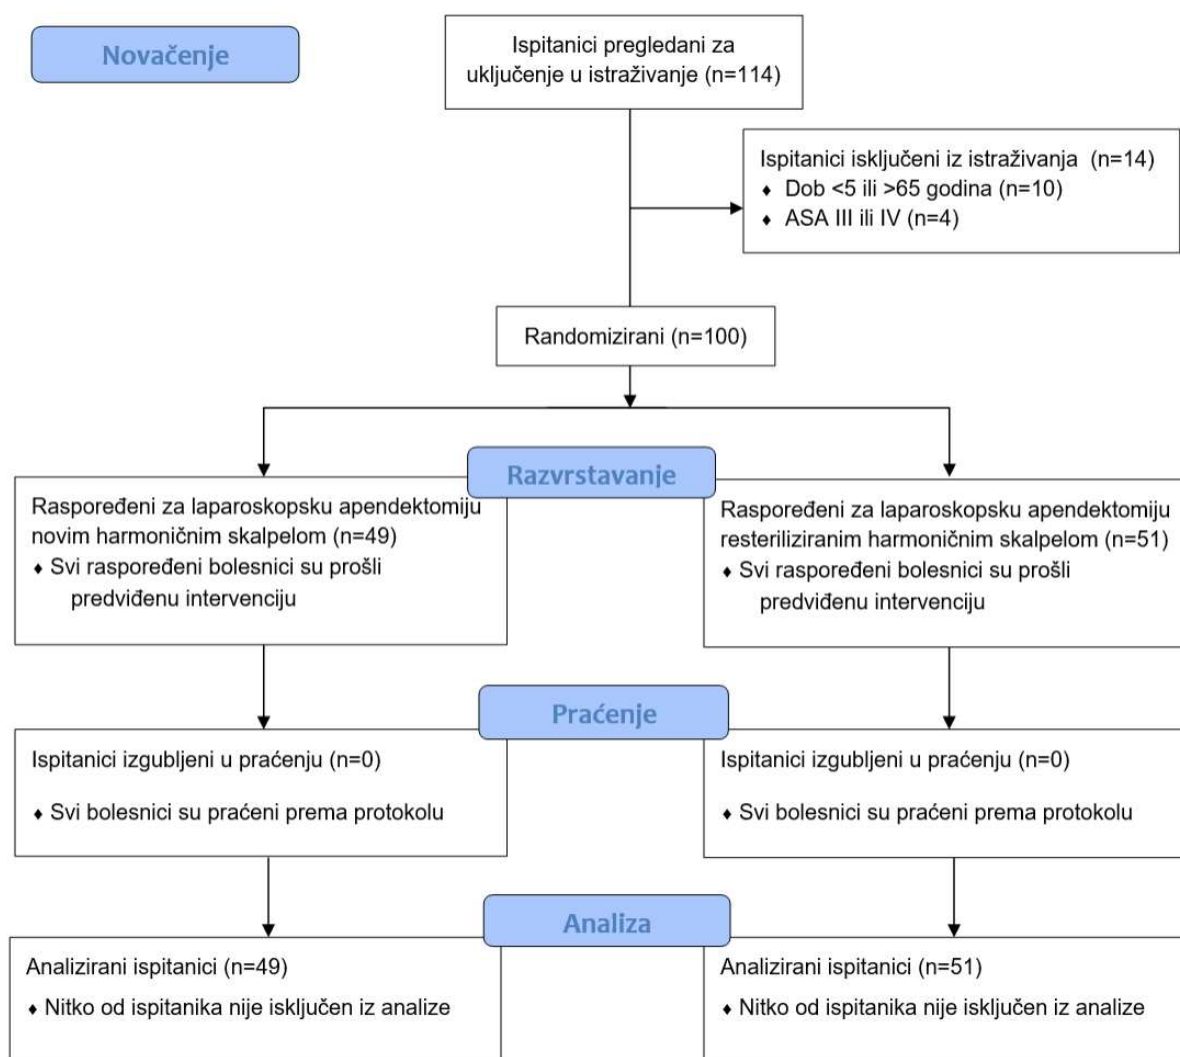 Novačenje
Ispitanici pregledani za
uključenje u istraživanje (n=114)
Ispitanici isključeni iz istraživanja (n=14)
♦ Dob <5 ili >65 godina (n=10)
♦ ASA III ili IV (n=4)
Randomizirani (n=100)
Razvrstavanje
Raspoređeni za laparoskopsku apendektomiju
novim harmoničnim skalpelom (n=49)
♦ Svi raspoređeni bolesnici su prošli
predviđenu intervenciju
Raspoređeni za laparoskopsku apendektomiju
resteriliziranim harmoničnim skalpelom (n=51)
♦ Svi raspoređeni bolesnici su prošli
predviđenu intervenciju
Praćenje
Ispitanici izgubljeni u praćenju (n=0)
♦ Svi bolesnici su praćeni prema protokolu
Ispitanici izgubljeni u praćenju (n=0)
♦ Svi bolesnici su praćeni prema protokolu
Analiza
Analizirani ispitanici (n=49)
♦ Nitko od ispitanika nije isključen iz analize
Analizirani ispitanici (n=51)
♦ Nitko od ispitanika nije isključen iz analize